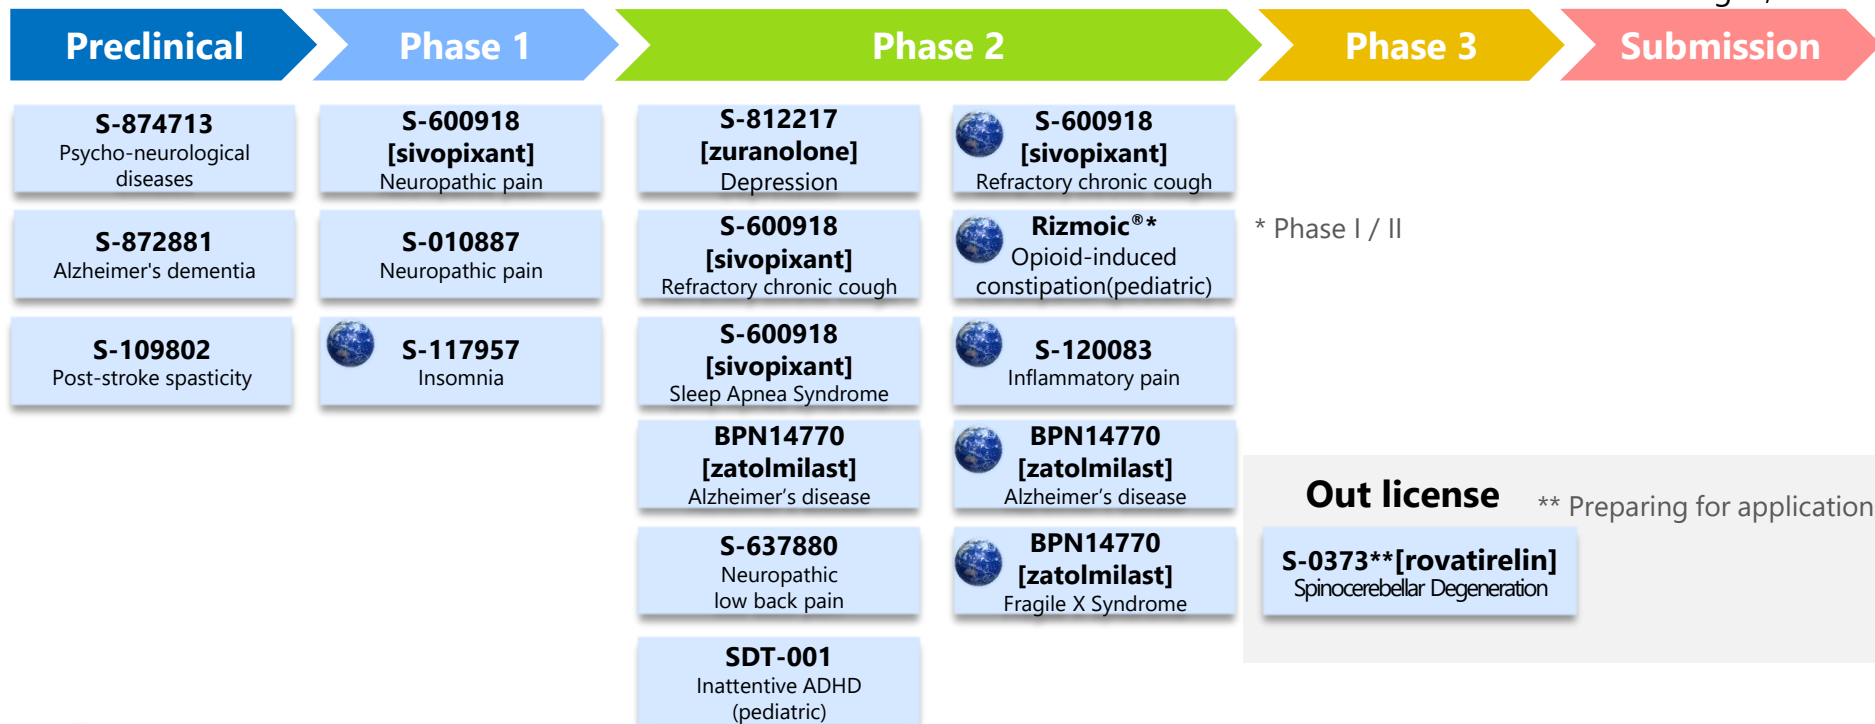 Preclinical
Phase 1
Phase 2
Phase 3
Submission
S-874713
Psycho-neurological
diseases
S-872881
Alzheimer's dementia
S-109802
Post-stroke spasticity
S-600918
[sivopixant]
Neuropathic pain
S-010887
Neuropathic pain
S-117957
Insomnia
S-812217
[zuranolone]
Depression
S-600918
[sivopixant]
Refractory chronic cough
S-600918
[sivopixant]
Sleep Apnea Syndrome
BPN14770
[zatolmilast]
Alzheimer’s disease
S-637880
Neuropathic
low back pain
SDT-001
Inattentive ADHD
(pediatric)
S-600918
[sivopixant]
Refractory chronic cough
Rizmoic®*
Opioid-induced
constipation(pediatric)
S-120083
Inflammatory pain
BPN14770
[zatolmilast]
Alzheimer’s disease
BPN14770
[zatolmilast]
Fragile X Syndrome
* Phase I / II
Out license
** Preparing for application
S-0373**[rovatirelin]
Spinocerebellar Degeneration